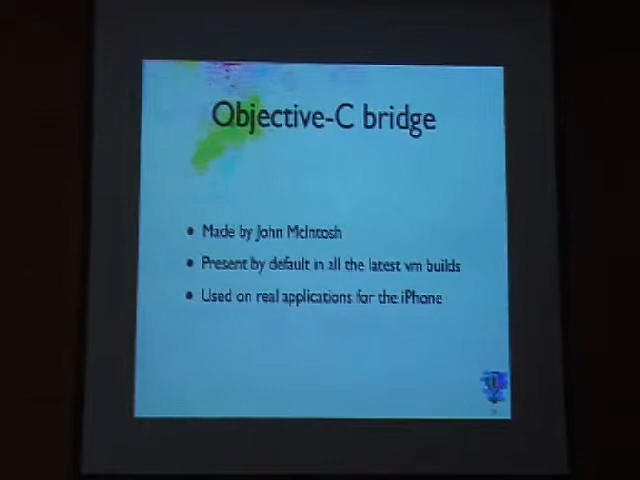 Objective-C bridge
• Made by John McIntosh
• Present by default in all the latest vm builds
• Used on real applications for the iPhone